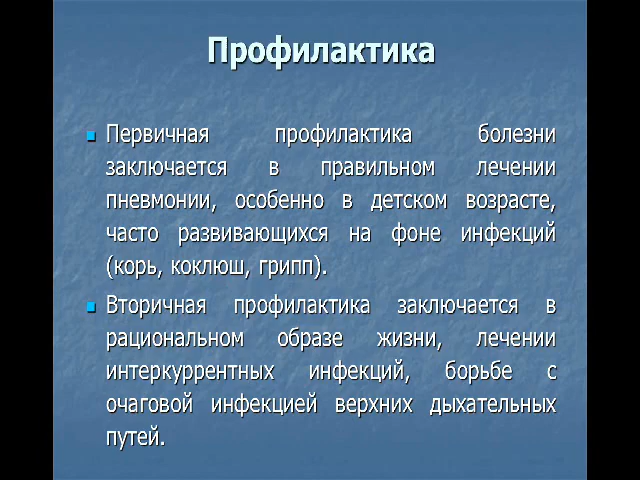 Профилактика
Первичная профилактика болезни
заключается в правильном лечении
пневмонии, особенно в детском возрасте,
часто развивающихся на фоне инфекций
(корь, коклюш, грипп).
Вторичная профилактика заключается в
рациональном образе жизни, лечении
интеркуррентных инфекций, борьбе с
очаговой инфекцией верхних дыхательных
путей.